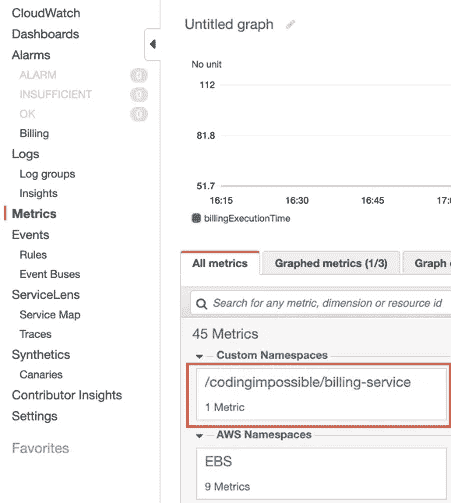 CloudWatch
Dashboards
Alarms
ALARM
INSUFFICIENT
OK
Billing
Logs
Log groups
Insights
Metrics
Events
Rules
Event Buses
ServiceLens
Service Map
Traces
Synthetics
Canaries
Contributor Insights
Settings
Favorites
Untitled graph
No unit
112
81.8
51.7
16:15 16:30 16:45
billingExecutionTime
All metrics Graphed metrics (1/3) Graph
Search for any metric, dimension or resource id
45 Metrics
Custom Namespaces
/codingimpossible/billing-service
1 Metric
AWS Namespaces
EBS
9 Metrics